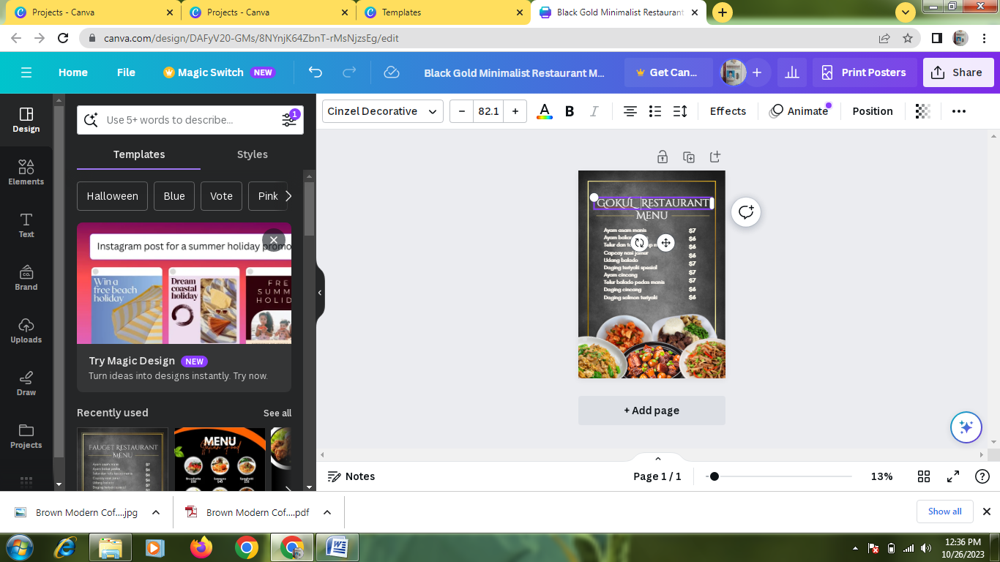 Projects - Canva
Projects - Canva
Templates
Black Gold Minimalist Restaurant
canva.com/design/DAFyV20-GMs/8NYnjK64ZbnT-rMsNjzsEg/edit
Home
File
Magic Switch NEW
Black Gold Minimalist Restaurant M...
Get Can...
Print Posters
Share
Design
Elements
Text
Brand
Uploads
Draw
Projects
Use 5+ words to describe...
1
Templates
Styles
Halloween
Blue
Vote
Pink
Instagram post for a summer holiday promo
Win a
free beach
holiday
Dream
coastal
holiday
FRE
SUMM
HOLID
Try Magic Design NEW
Turn ideas into designs instantly. Try now.
Recently used
See all
FAUGET RESTAURANT
MENU
Ayam asam manis $7
MENU
Italian Food
Cinzel Decorative
– 82.1 +
A
B
I
Effects
Animate
Position
GOKUL RESTAURANT
MENU
Ayam asam manis $7
$6
$6
Capcay nasi jamur $6
Udang balado $6
Daging teriyaki spesial $7
Ayam cincang $7
Telur balado pedas manis $7
Daging cincang $6
Daging salmon teriyaki $6
+ Add page
Notes
Page 1 / 1
13%
Brown Modern Cof....jpg
Brown Modern Cof....pdf
Show all
12:36 PM
10/26/2023